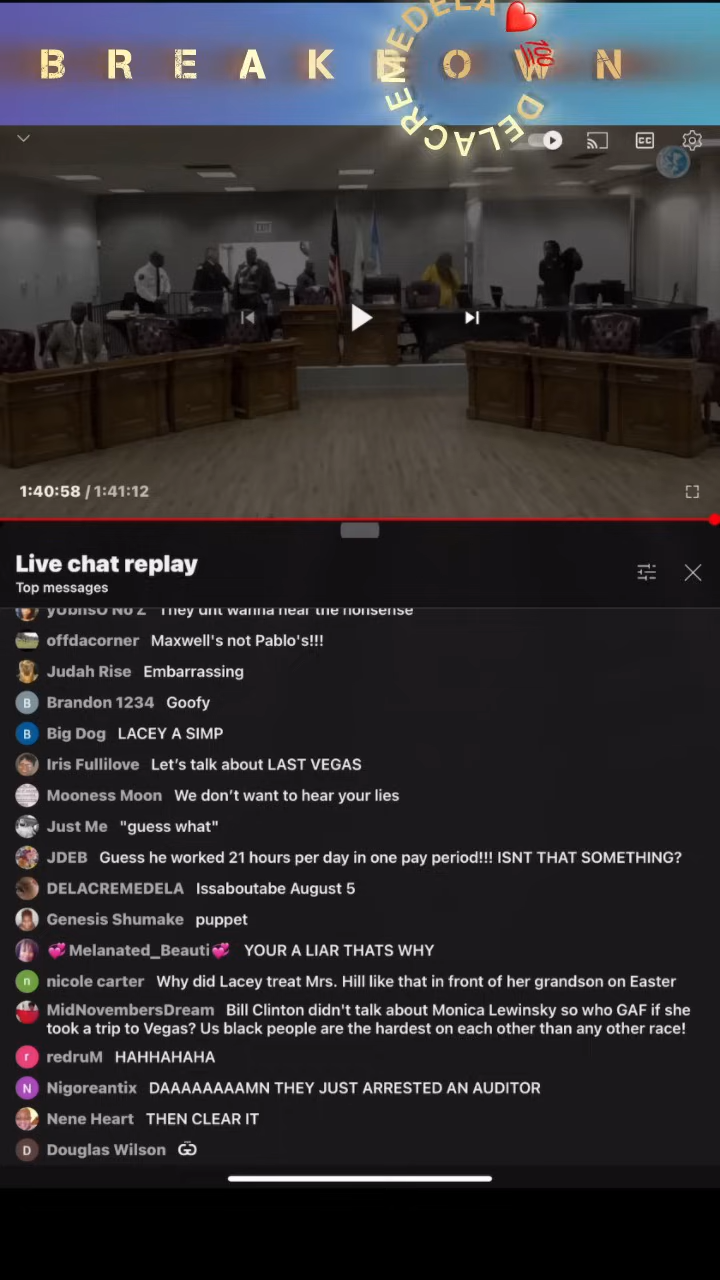 B R E A K D O W N
DELACREMEDELA
DELACREME
CC
EXIT
1:40:58 / 1:41:12
Live chat replay
Top messages
yUbnsO No Z They dnt wanna hear the nonsense
offdacorner Maxwell's not Pablo's!!!
Judah Rise Embarrassing
B Brandon 1234 Goofy
B Big Dog LACEY A SIMP
Iris Fullilove Let's talk about LAST VEGAS
Mooness Moon We don't want to hear your lies
Just Me "guess what"
JDEB Guess he worked 21 hours per day in one pay period!!! ISNT THAT SOMETHING?
DELACREMEDELA Issaboutabe August 5
Genesis Shumake puppet
💞Melanated_Beauti💞 YOUR A LIAR THATS WHY
n nicole carter Why did Lacey treat Mrs. Hill like that in front of her grandson on Easter
MidNovembersDream Bill Clinton didn't talk about Monica Lewinsky so who GAF if she
took a trip to Vegas? Us black people are the hardest on each other than any other race!
r redruM HAHHAHAHA
N Nigoreantix DAAAAAAAAMN THEY JUST ARRESTED AN AUDITOR
Nene Heart THEN CLEAR IT
D Douglas Wilson